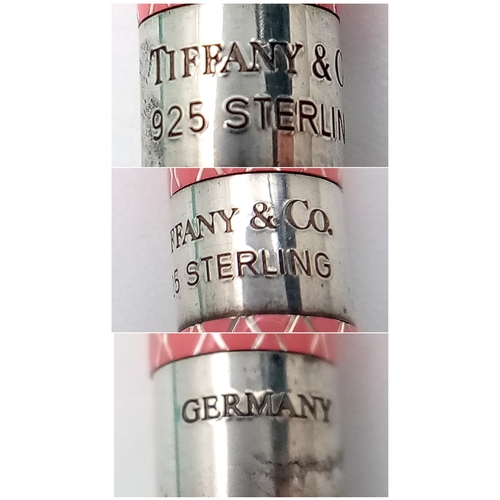 TIFFANY & C
925 STERLIN
FFANY & CO.
5 STERLING
GERMANY